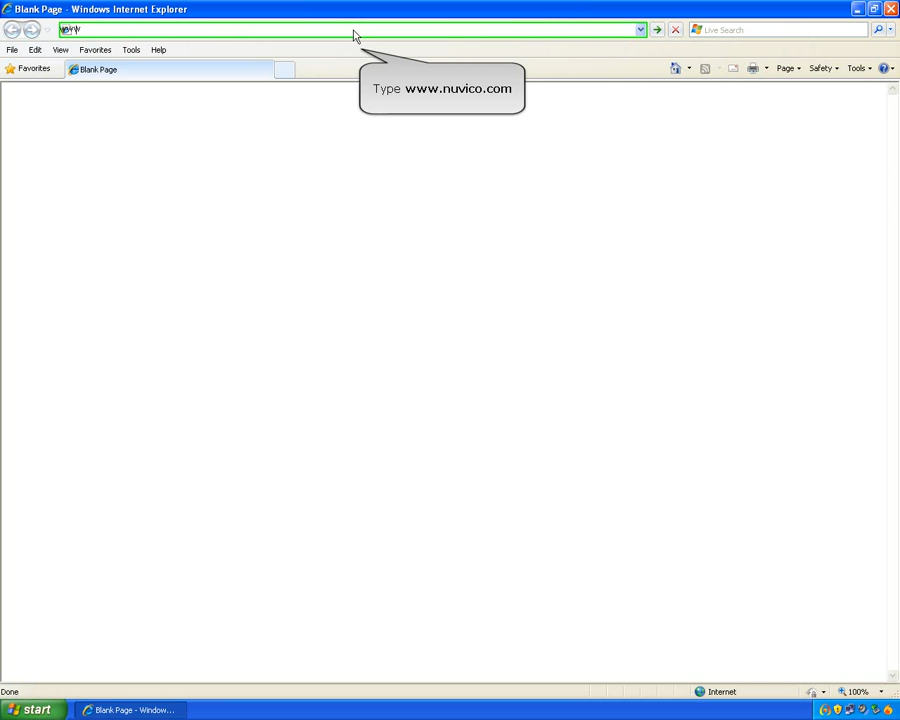 Blank Page - Windows Internet Explorer
Live Search
File Edit View Favorites Tools Help
Favorites
Blank Page
Page Safety Tools
Type www.nuvico.com
Done
Internet
100%
start
Blank Page - Window...